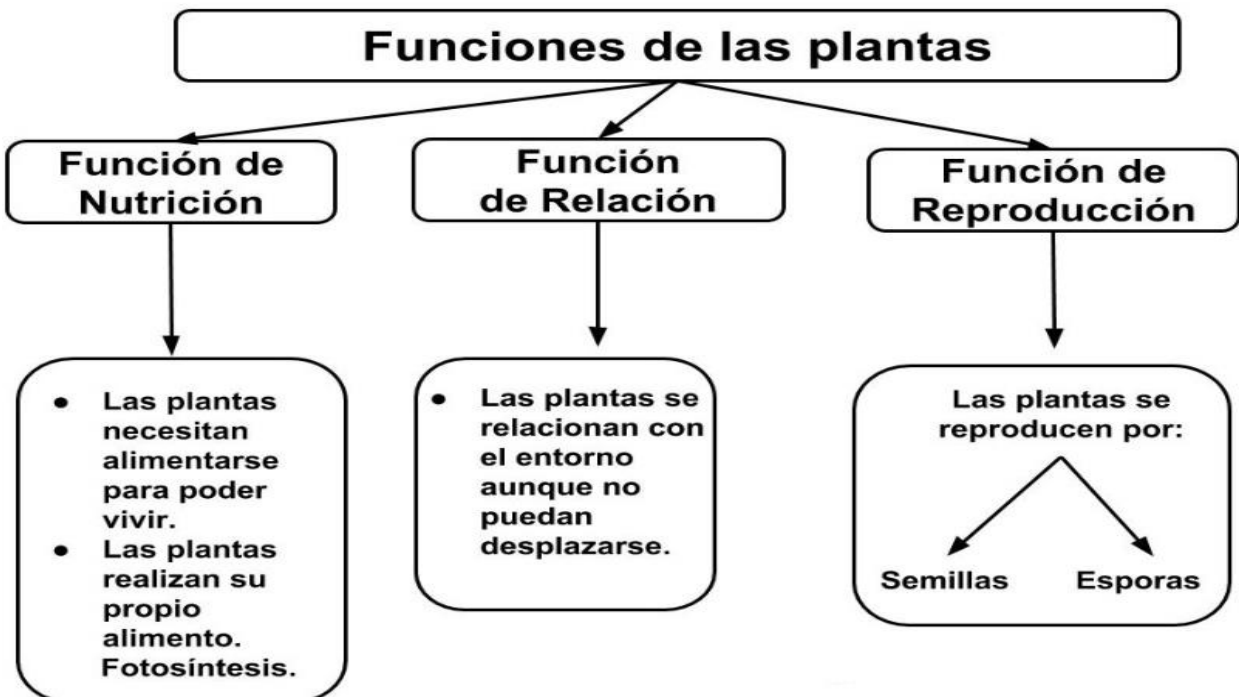 Funciones de las plantas
Función de
Nutrición
Función
de Relación
Función de
Reproducción
● Las plantas
necesitan
alimentarse
para poder
vivir.
● Las plantas
realizan su
propio
alimento.
Fotosíntesis.
● Las plantas se
relacionan con
el entorno
aunque no
puedan
desplazarse.
Las plantas se
reproducen por:
Semillas
Esporas